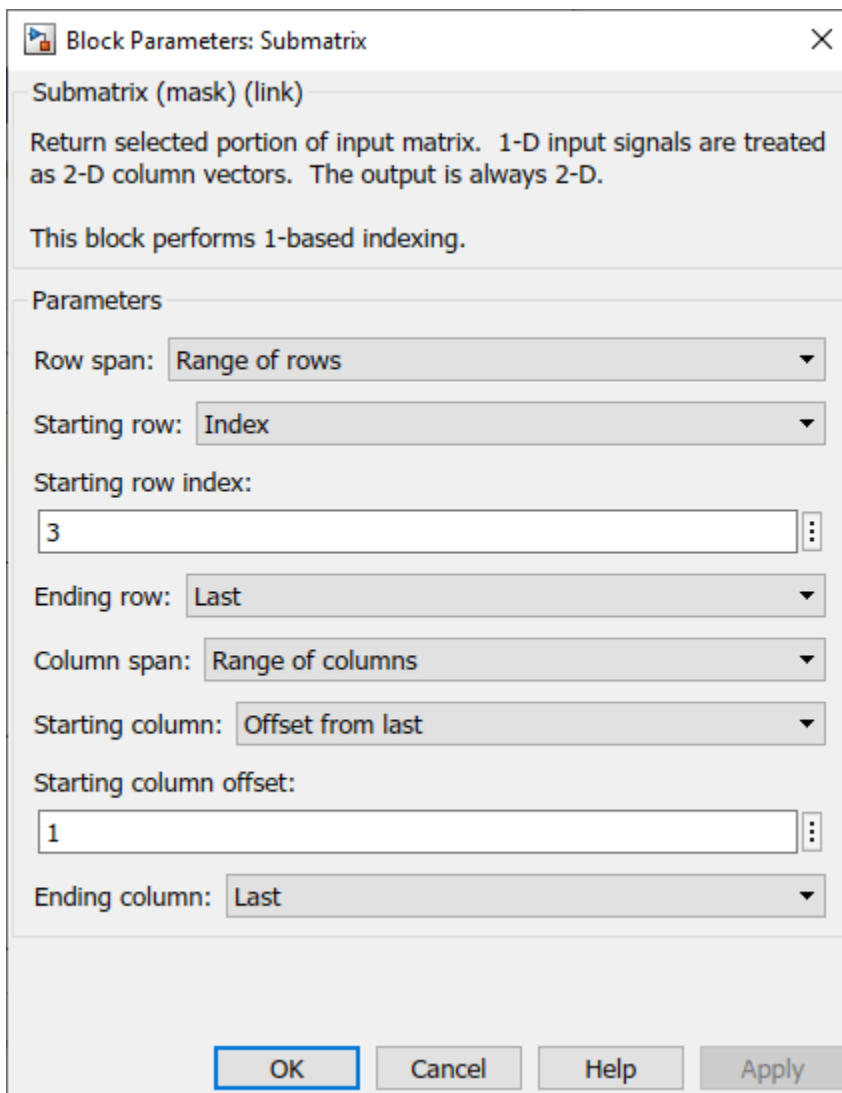 Block Parameters: Submatrix
Submatrix (mask) (link)
Return selected portion of input matrix.  1-D input signals are treated
as 2-D column vectors.  The output is always 2-D.
This block performs 1-based indexing.
Parameters
Row span: Range of rows
Starting row: Index
Starting row index:
3
Ending row: Last
Column span: Range of columns
Starting column: Offset from last
Starting column offset:
1
Ending column: Last
OK Cancel Help Apply